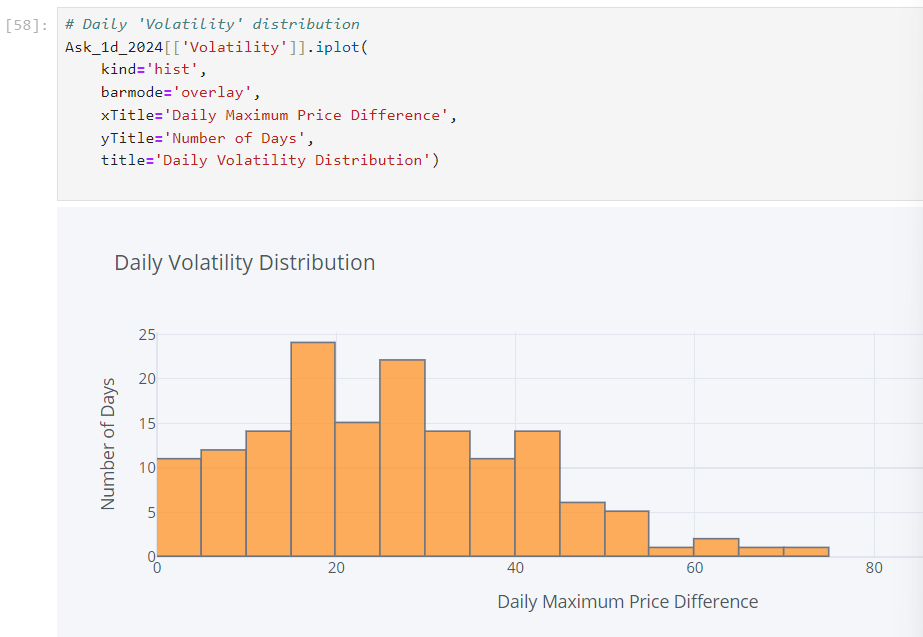 [58]: # Daily 'Volatility' distribution
Ask_1d_2024[['Volatility']].iplot(
kind='hist',
barmode='overlay',
xTitle='Daily Maximum Price Difference',
yTitle='Number of Days',
title='Daily Volatility Distribution')
Daily Volatility Distribution
25
20
15
10
5
0
Number of Days
0 20 40 60 80
Daily Maximum Price Difference